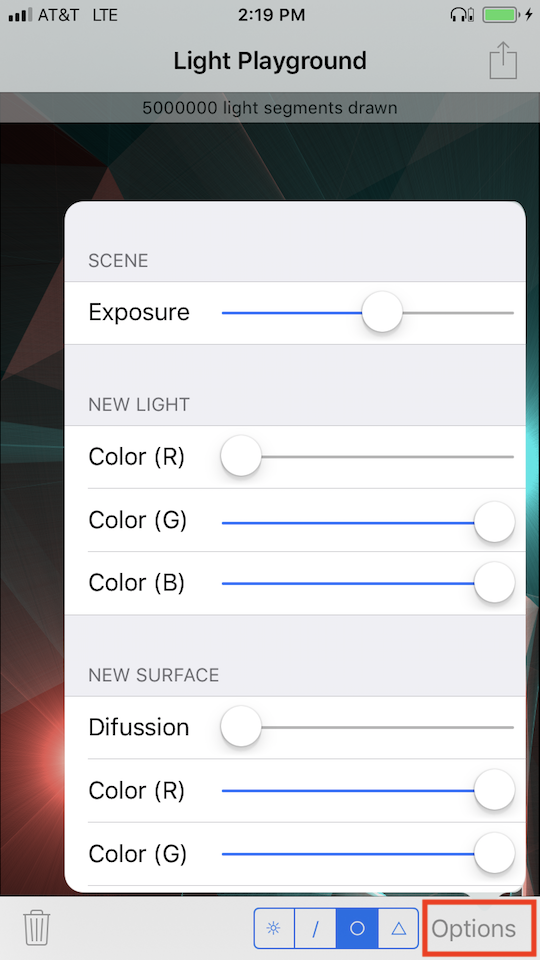 AT&T LTE 2:19 PM
Light Playground
5000000 light segments drawn
SCENE
Exposure
NEW LIGHT
Color (R)
Color (G)
Color (B)
NEW SURFACE
Difussion
Color (R)
Color (G)
Options